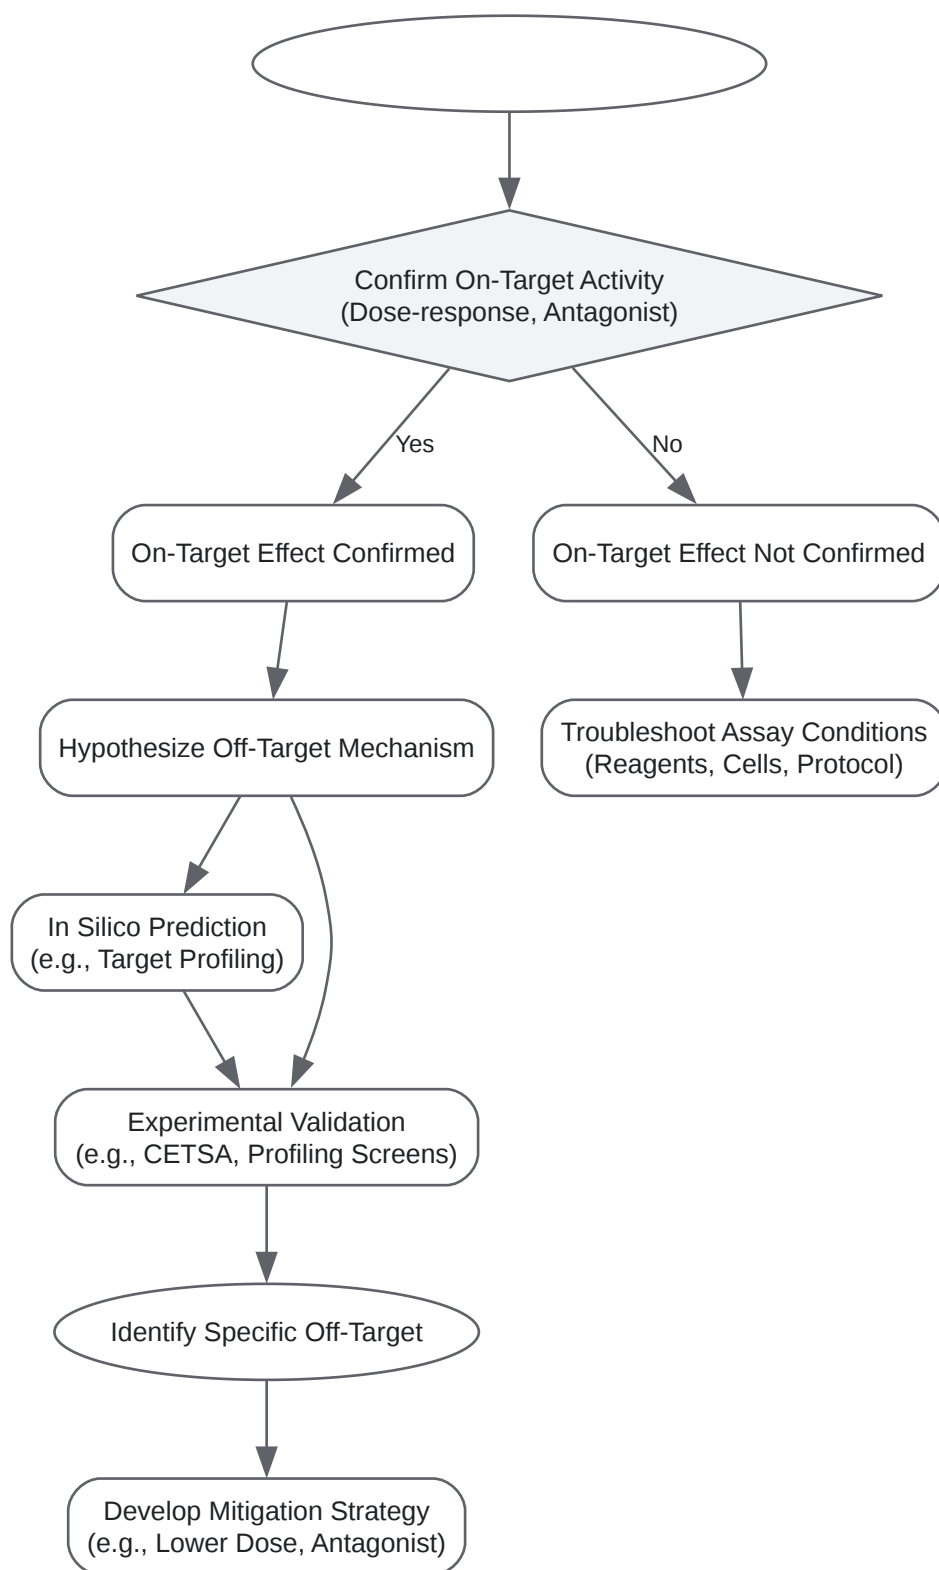 Confirm On-Target Activity
(Dose-response, Antagonist)
Yes
No
On-Target Effect Confirmed
On-Target Effect Not Confirmed
Hypothesize Off-Target Mechanism
Troubleshoot Assay Conditions
(Reagents, Cells, Protocol)
In Silico Prediction
(e.g., Target Profiling)
Experimental Validation
(e.g., CETSA, Profiling Screens)
Identify Specific Off-Target
Develop Mitigation Strategy
(e.g., Lower Dose, Antagonist)